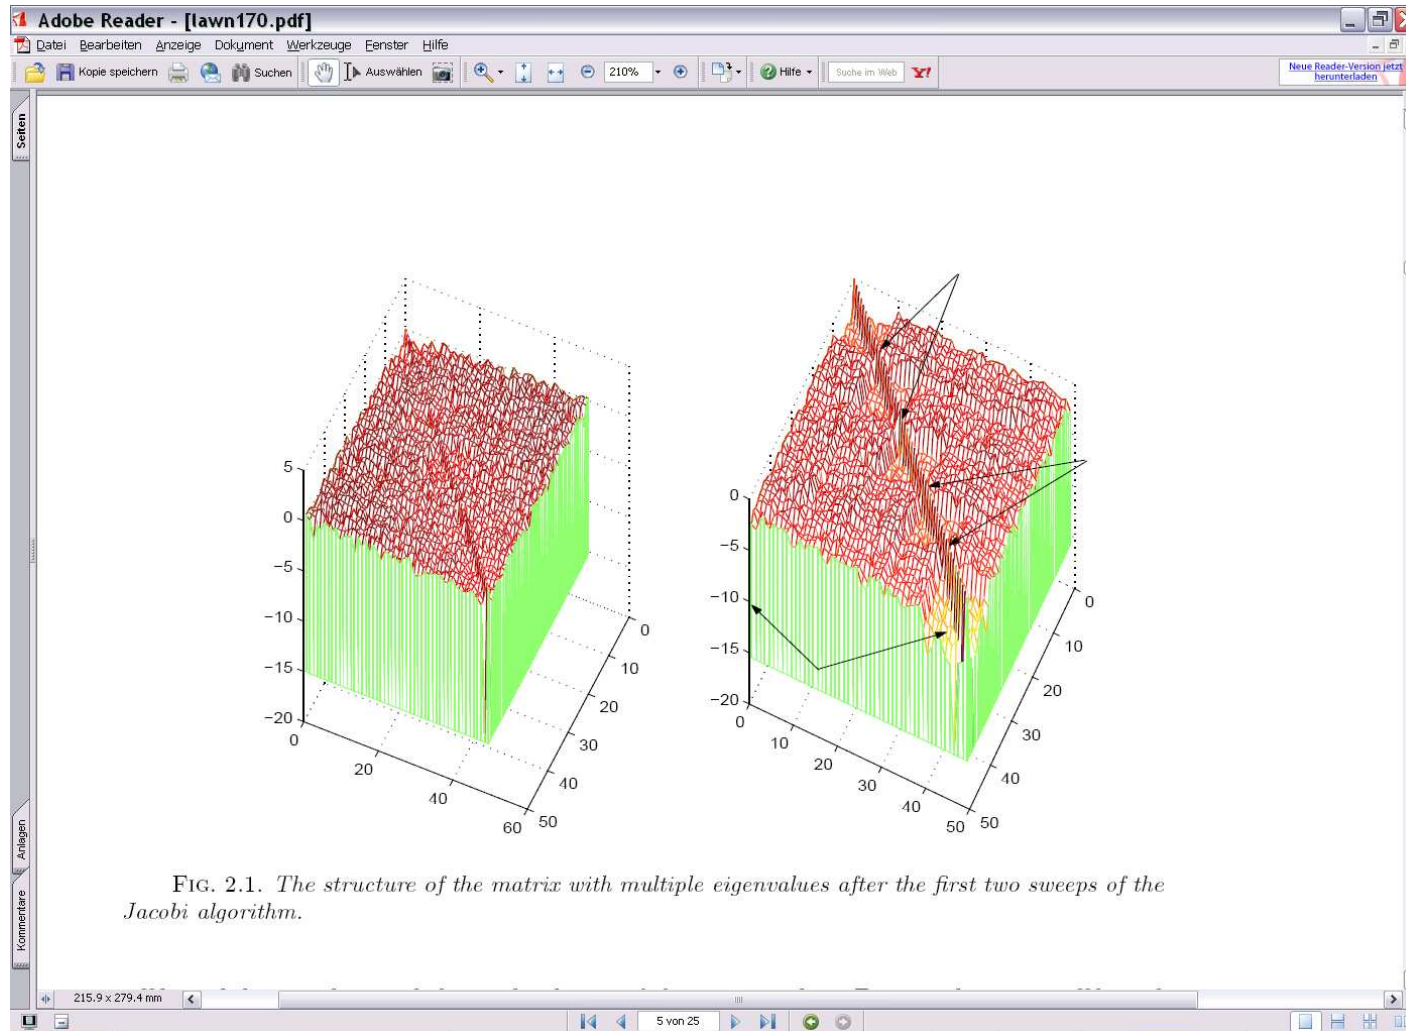 Adobe Reader - [lawn170.pdf]
Datei Bearbeiten Anzeige Dokument Werkzeuge Fenster Hilfe
Kopie speichern Suchen Auswählen 210% Hilfe Suche im Web Y!
Neue Reader-Version jetzt
herunterladen
Seiten
Anlagen
Kommentare
5
0
−5
−10
−15
−20
0
20
40
60
50
40
30
20
10
0
0
−5
−10
−15
−20
0
10
20
30
40
50
50
40
30
20
10
0
FIG. 2.1. The structure of the matrix with multiple eigenvalues after the first two sweeps of the
Jacobi algorithm.
215.9 x 279.4 mm
5 von 25